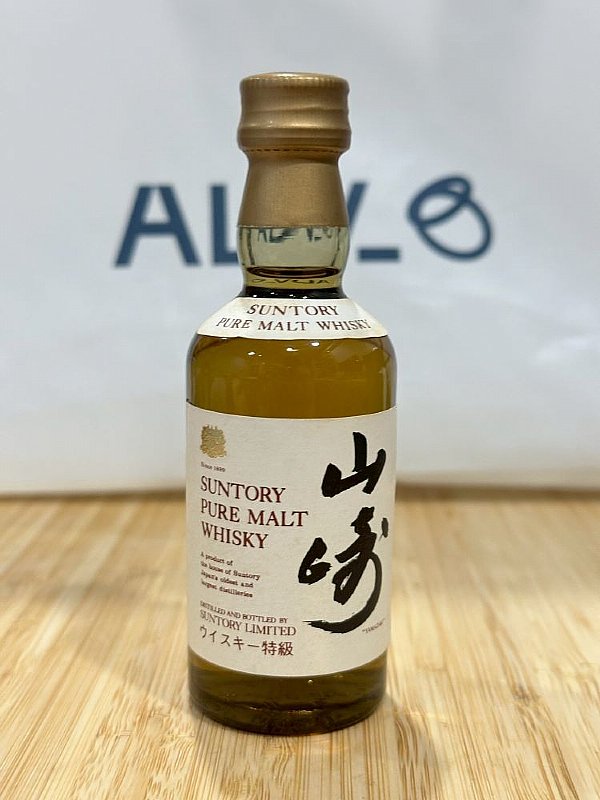 SUNTORY
PURE MALT WHISKY
Since 1899
SUNTORY
PURE MALT
WHISKY
A product of
the house of Suntory
Japan's oldest and
largest distilleries
DISTILLED AND BOTTLED BY
SUNTORY LIMITED
ウイスキー特級
山崎
"YAMAZAKI"